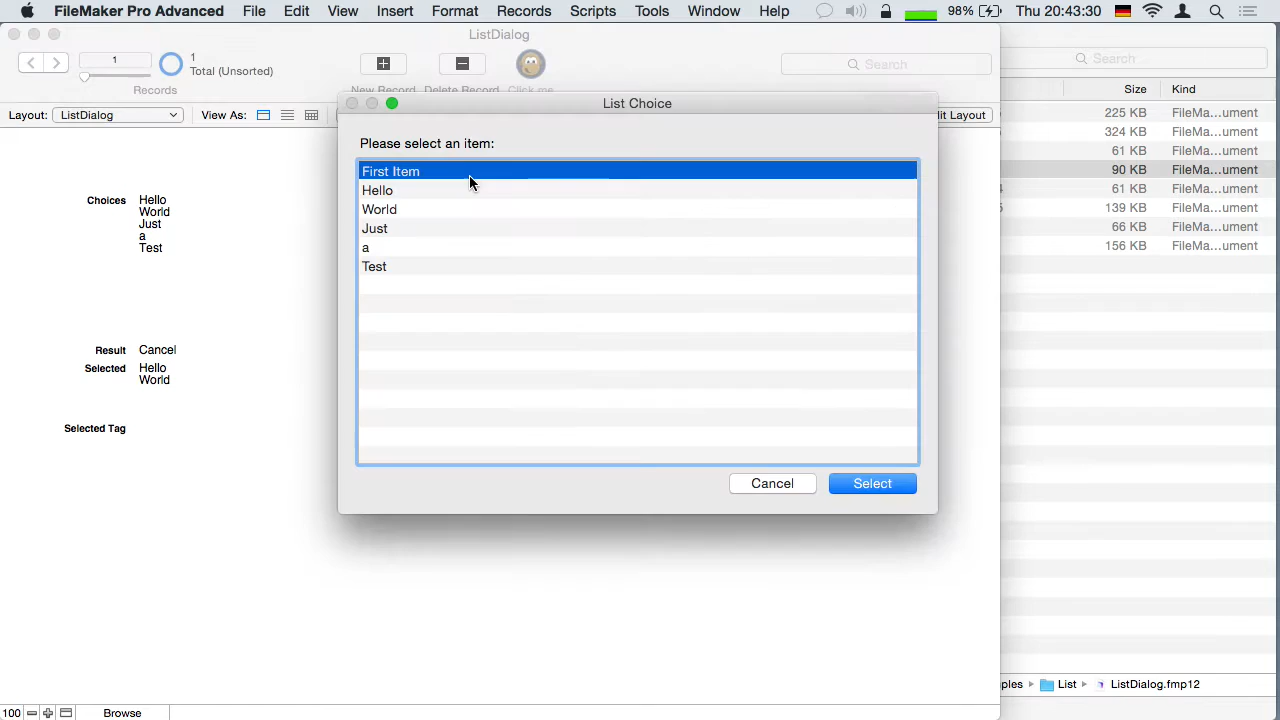 FileMaker Pro Advanced File Edit View Insert Format Records Scripts Tools Window Help 98% Thu 20:43:30
ListDialog
1
1
Total (Unsorted)
Records
New Record Delete Record Click me
Search
Search
Layout: ListDialog View As:
it Layout
Size Kind
225 KB FileMa...ument
324 KB FileMa...ument
61 KB FileMa...ument
90 KB FileMa...ument
61 KB FileMa...ument
139 KB FileMa...ument
66 KB FileMa...ument
156 KB FileMa...ument
Choices Hello
World
Just
a
Test
Result Cancel
Selected Hello
World
Selected Tag
List Choice
Please select an item:
First Item
Hello
World
Just
a
Test
Cancel Select
ples List ListDialog.fmp12
100 Browse